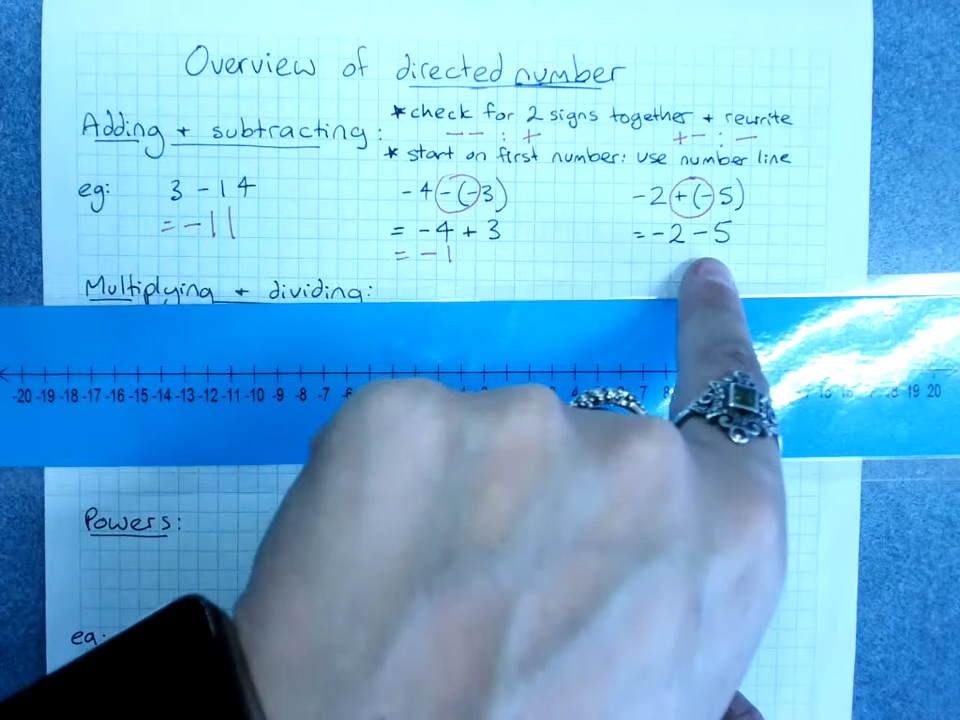 Overview of directed number
Adding + subtracting:
* check for 2 signs together + rewrite
- - : +    + - : -
* start on first number: use number line
eg: 3 - 14    -4 - (-3)    -2 + (-5)
= -11    = -4 + 3    = -2 - 5
= -1
Multiplying + dividing:
-20 -19 -18 -17 -16 -15 -14 -13 -12 -11 -10 -9 -8 -7 -6 7 8 18 19 20
Powers:
eg: